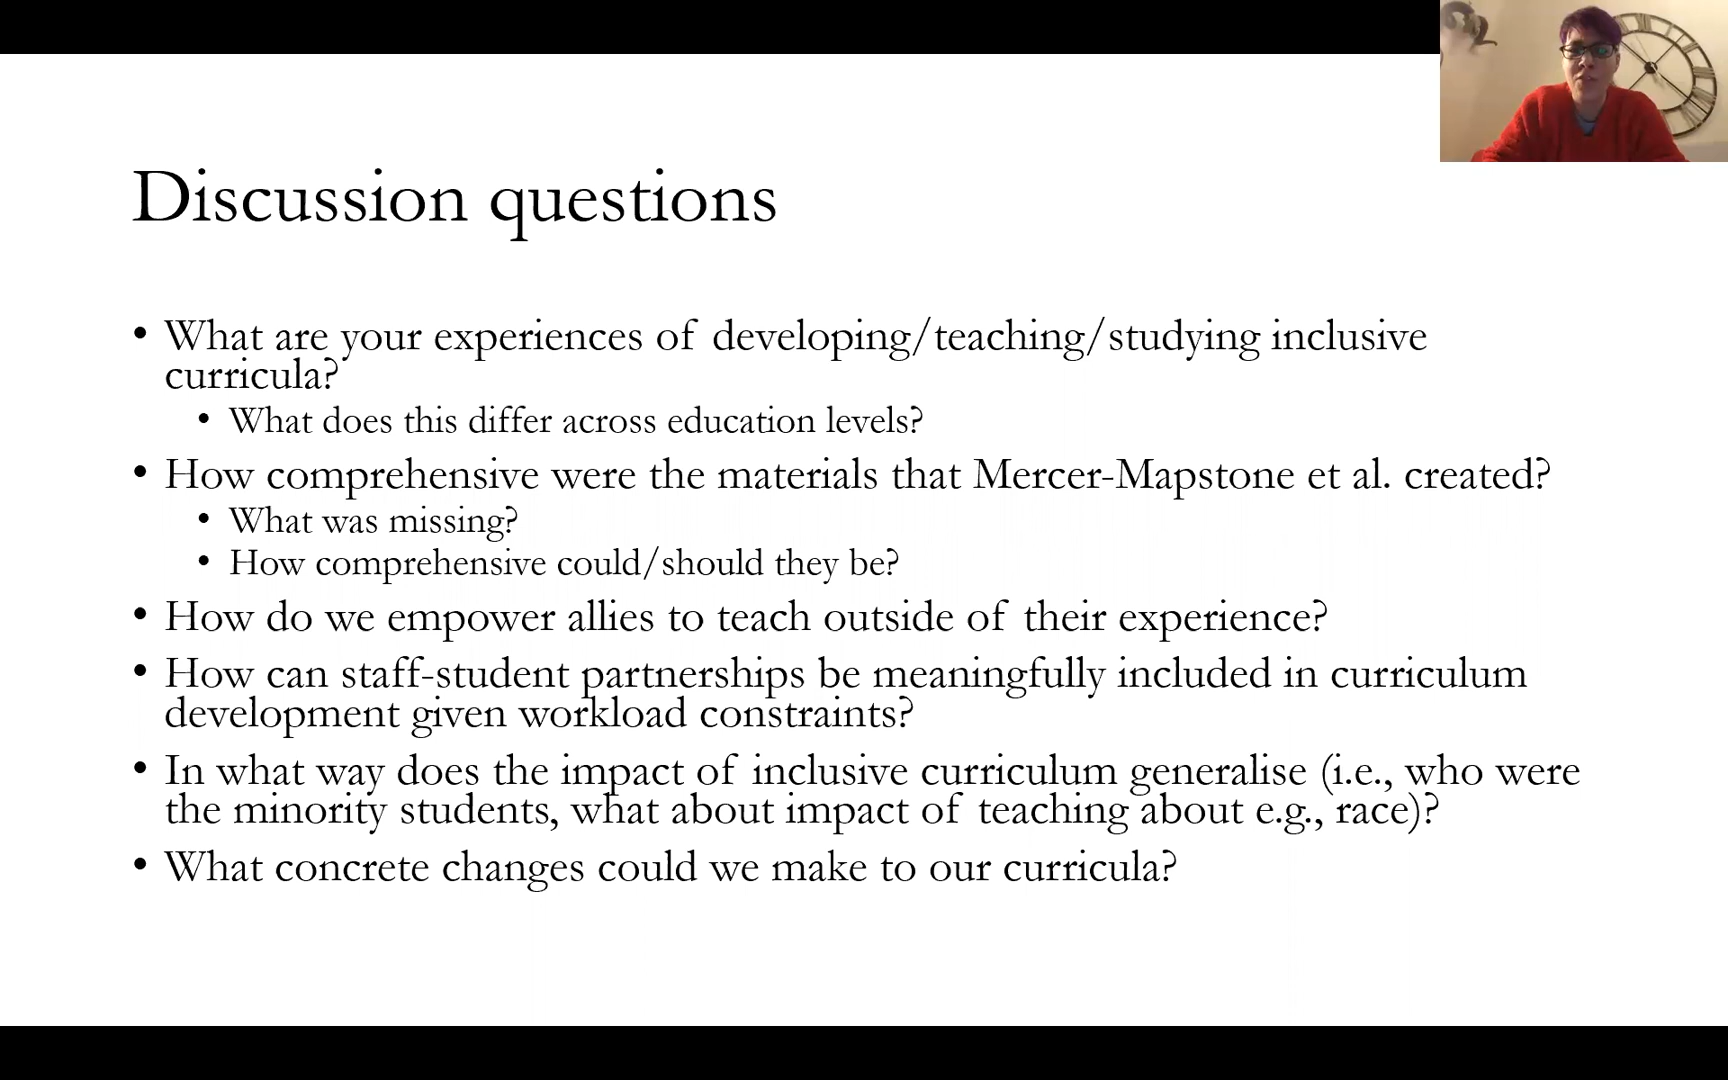 Discussion questions
• What are your experiences of developing/teaching/studying inclusive
curricula?
• What does this differ across education levels?
• How comprehensive were the materials that Mercer-Mapstone et al. created?
• What was missing?
• How comprehensive could/should they be?
• How do we empower allies to teach outside of their experience?
• How can staff-student partnerships be meaningfully included in curriculum
development given workload constraints?
• In what way does the impact of inclusive curriculum generalise (i.e., who were
the minority students, what about impact of teaching about e.g., race)?
• What concrete changes could we make to our curricula?